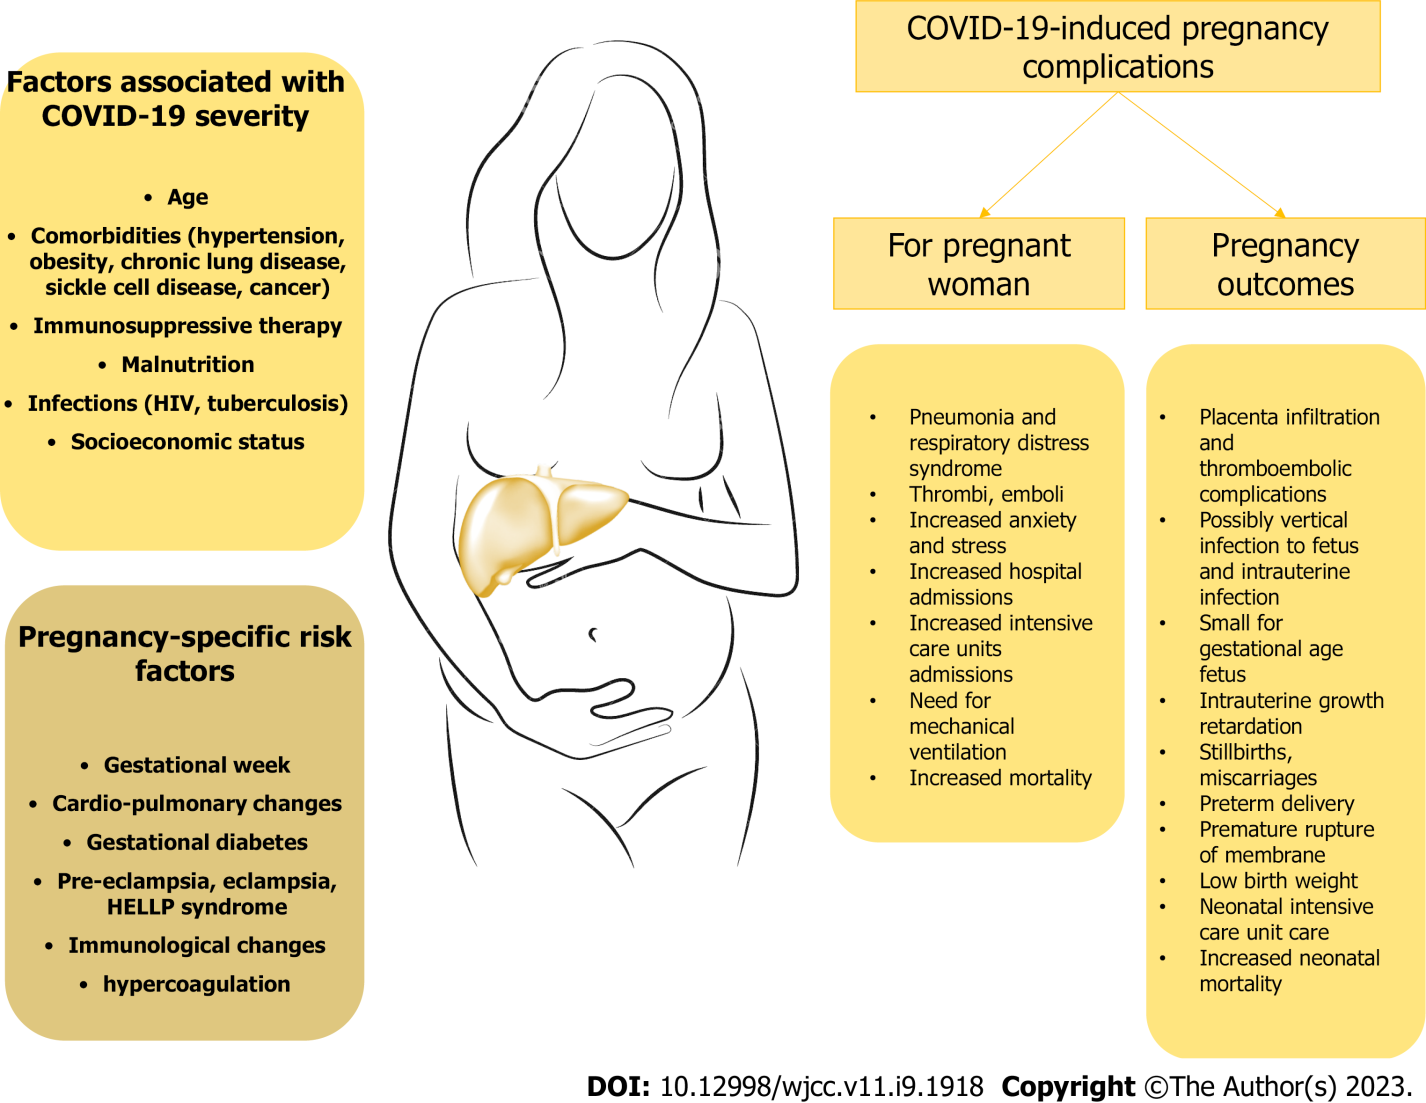 Factors associated with
COVID-19 severity
• Age
• Comorbidities (hypertension,
obesity, chronic lung disease,
sickle cell disease, cancer)
• Immunosuppressive therapy
• Malnutrition
• Infections (HIV, tuberculosis)
• Socioeconomic status
Pregnancy-specific risk
factors
• Gestational week
• Cardio-pulmonary changes
• Gestational diabetes
• Pre-eclampsia, eclampsia,
HELLP syndrome
• Immunological changes
• hypercoagulation
COVID-19-induced pregnancy
complications
For pregnant
woman
• Pneumonia and
respiratory distress
syndrome
• Thrombi, emboli
• Increased anxiety
and stress
• Increased hospital
admissions
• Increased intensive
care units
admissions
• Need for
mechanical
ventilation
• Increased mortality
Pregnancy
outcomes
• Placenta infiltration
and
thromboembolic
complications
• Possibly vertical
infection to fetus
and intrauterine
infection
• Small for
gestational age
fetus
• Intrauterine growth
retardation
• Stillbirths,
miscarriages
• Preterm delivery
• Premature rupture
of membrane
• Low birth weight
• Neonatal intensive
care unit care
• Increased neonatal
mortality
DOI: 10.12998/wjcc.v11.i9.1918 Copyright ©The Author(s) 2023.